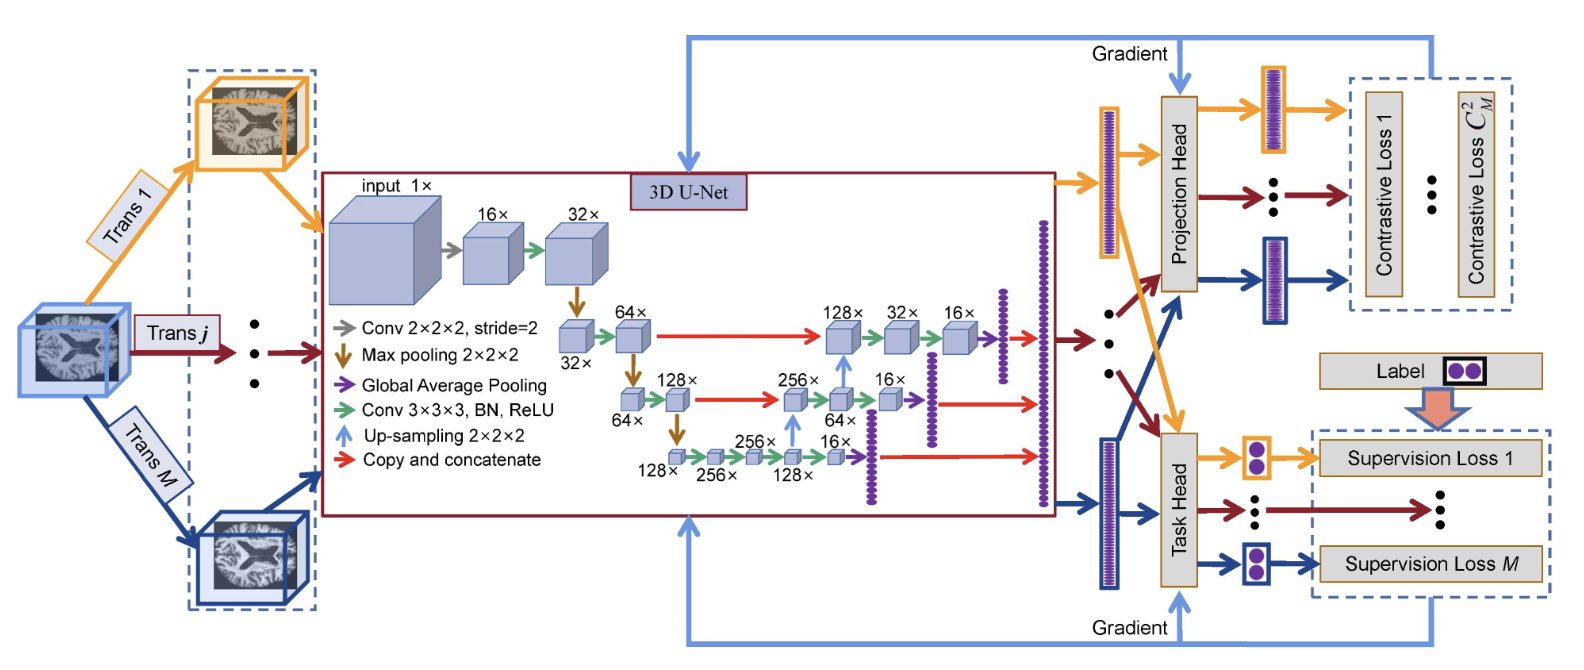 Gradient
Trans 1
Trans j
Trans M
3D U-Net
input 1×
16×
32×
Conv 2×2×2, stride=2
Max pooling 2×2×2
Global Average Pooling
Conv 3×3×3, BN, ReLU
Up-sampling 2×2×2
Copy and concatenate
32×
64×
128×
32×
16×
64×
128×
256×
64×
16×
128×
256×
256×
128×
16×
Projection Head
Contrastive Loss 1
Contrastive Loss C²_M
Label
Task Head
Supervision Loss 1
Supervision Loss M
Gradient